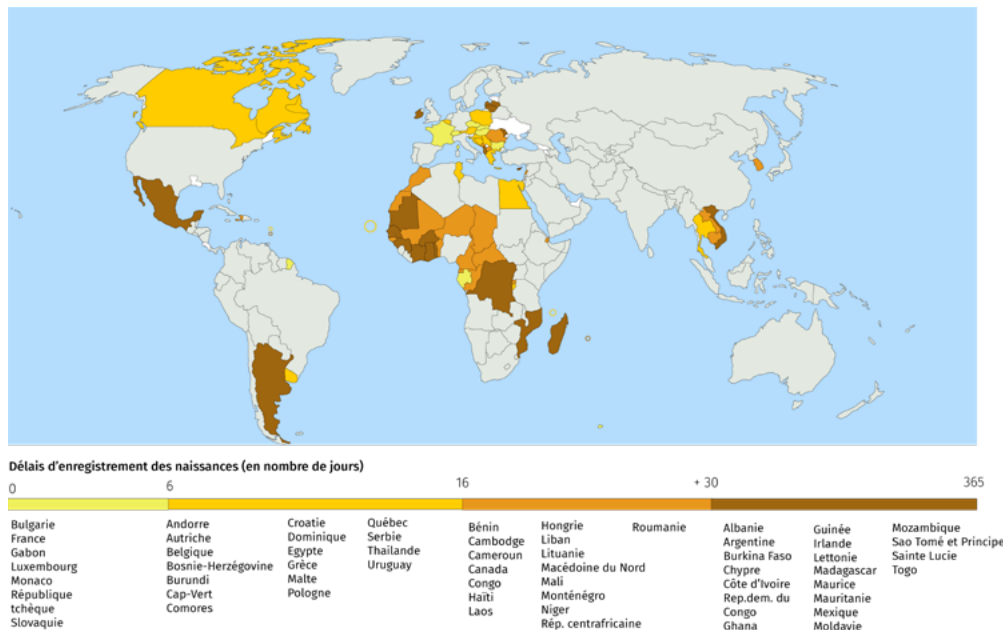 Délais d'enregistrement des naissances (en nombre de jours)
0 6 16 + 30 365
Bulgarie
France
Gabon
Luxembourg
Monaco
République
tchèque
Slovaquie
Andorre
Autriche
Belgique
Bosnie-Herzégovine
Burundi
Cap-Vert
Comores
Croatie
Dominique
Egypte
Grèce
Malte
Pologne
Québec
Serbie
Thailande
Uruguay
Bénin
Cambodge
Cameroun
Canada
Congo
Haïti
Laos
Hongrie
Liban
Lituanie
Macédoine du Nord
Mali
Monténégro
Niger
Rép. centrafricaine
Roumanie
Albanie
Argentine
Burkina Faso
Chypre
Côte d'Ivoire
Rep.dem. du
Congo
Ghana
Guinée
Irlande
Lettonie
Madagascar
Maurice
Mauritanie
Mexique
Moldavie
Mozambique
Sao Tomé et Principe
Sainte Lucie
Togo